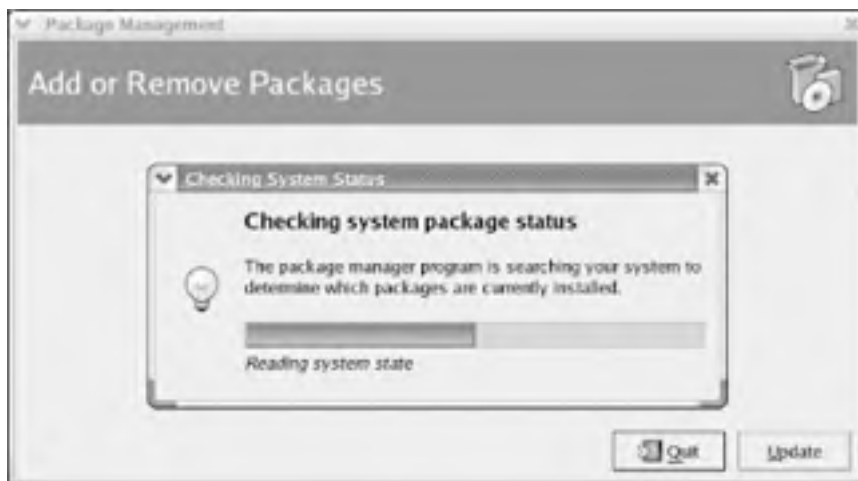 Package Management
Add or Remove Packages
Checking System Status
Checking system package status
The package manager program is searching your system to
determine which packages are currently installed.
Reading system state
Quit
Update